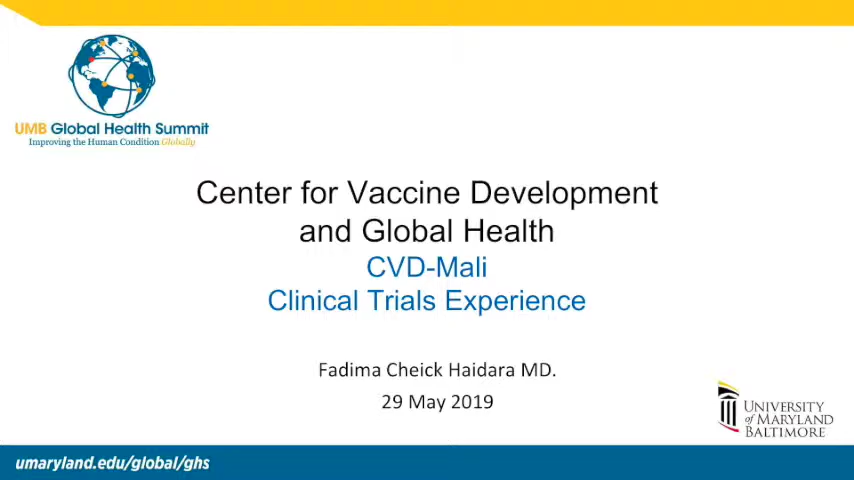 UMB Global Health Summit
Improving the Human Condition Globally
Center for Vaccine Development
and Global Health
CVD-Mali
Clinical Trials Experience
Fadima Cheick Haidara MD.
29 May 2019
UNIVERSITY
of MARYLAND
BALTIMORE
umaryland.edu/global/ghs